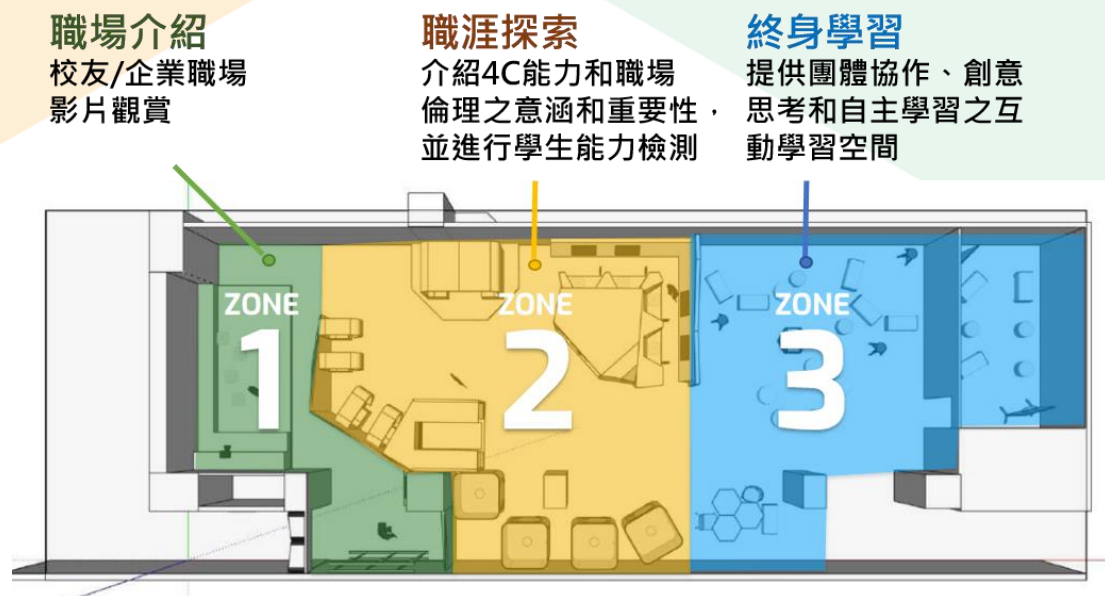 職場介紹
校友/企業職場
影片觀賞
職涯探索
介紹4C能力和職場
倫理之意涵和重要性，
並進行學生能力檢測
終身學習
提供團體協作、創意
思考和自主學習之互
動學習空間
ZONE
1
ZONE
2
ZONE
3